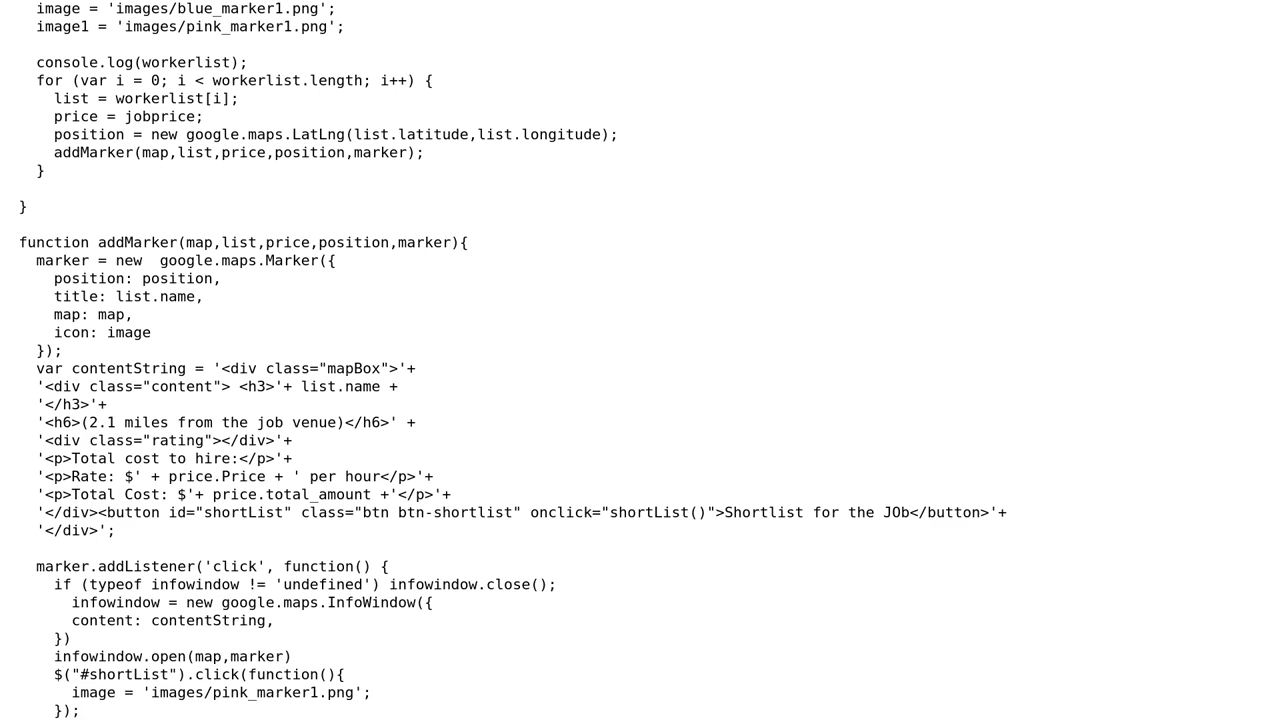 image = 'images/blue_marker1.png';
image1 = 'images/pink_marker1.png';
console.log(workerlist);
for (var i = 0; i < workerlist.length; i++) {
list = workerlist[i];
price = jobprice;
position = new google.maps.LatLng(list.latitude,list.longitude);
addMarker(map,list,price,position,marker);
}
}
function addMarker(map,list,price,position,marker){
marker = new  google.maps.Marker({
position: position,
title: list.name,
map: map,
icon: image
});
var contentString = '<div class="mapBox">'+
'<div class="content"> <h3>'+ list.name +
'</h3>'+
'<h6>(2.1 miles from the job venue)</h6>' +
'<div class="rating"></div>'+
'<p>Total cost to hire:</p>'+
'<p>Rate: $' + price.Price + ' per hour</p>'+
'<p>Total Cost: $'+ price.total_amount +'</p>'+
'</div><button id="shortList" class="btn btn-shortlist" onclick="shortList()">Shortlist for the JOb</button>'+
'</div>';
marker.addListener('click', function() {
if (typeof infowindow != 'undefined') infowindow.close();
infowindow = new google.maps.InfoWindow({
content: contentString,
})
infowindow.open(map,marker)
$("#shortList").click(function(){
image = 'images/pink_marker1.png';
});